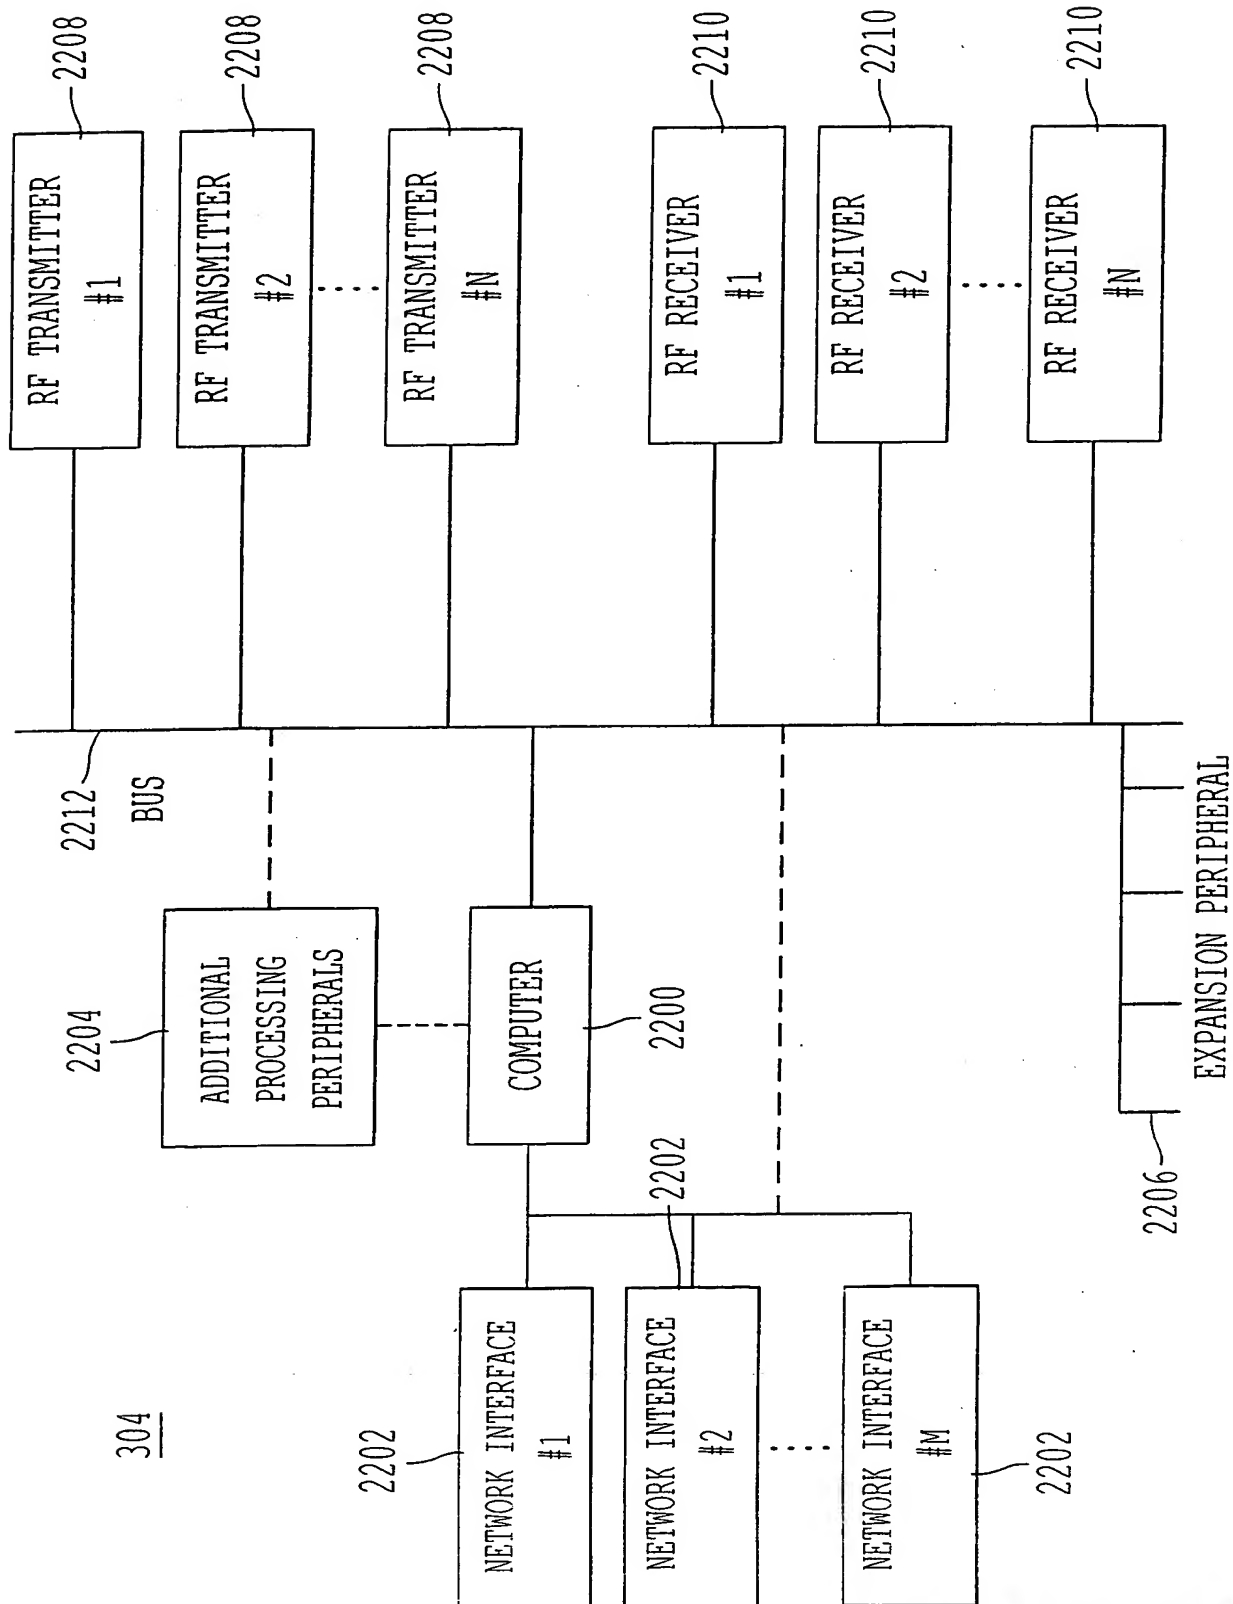 304
2202
NETWORK INTERFACE
#1
2202
NETWORK INTERFACE
#2
NETWORK INTERFACE
#M
2202
2204
ADDITIONAL
PROCESSING
PERIPHERALS
COMPUTER
2200
2212
BUS
2206
EXPANSION PERIPHERAL
RF TRANSMITTER
#1
2208
RF TRANSMITTER
#2
2208
RF TRANSMITTER
#N
2208
RF RECEIVER
#1
2210
RF RECEIVER
#2
2210
RF RECEIVER
#N
2210